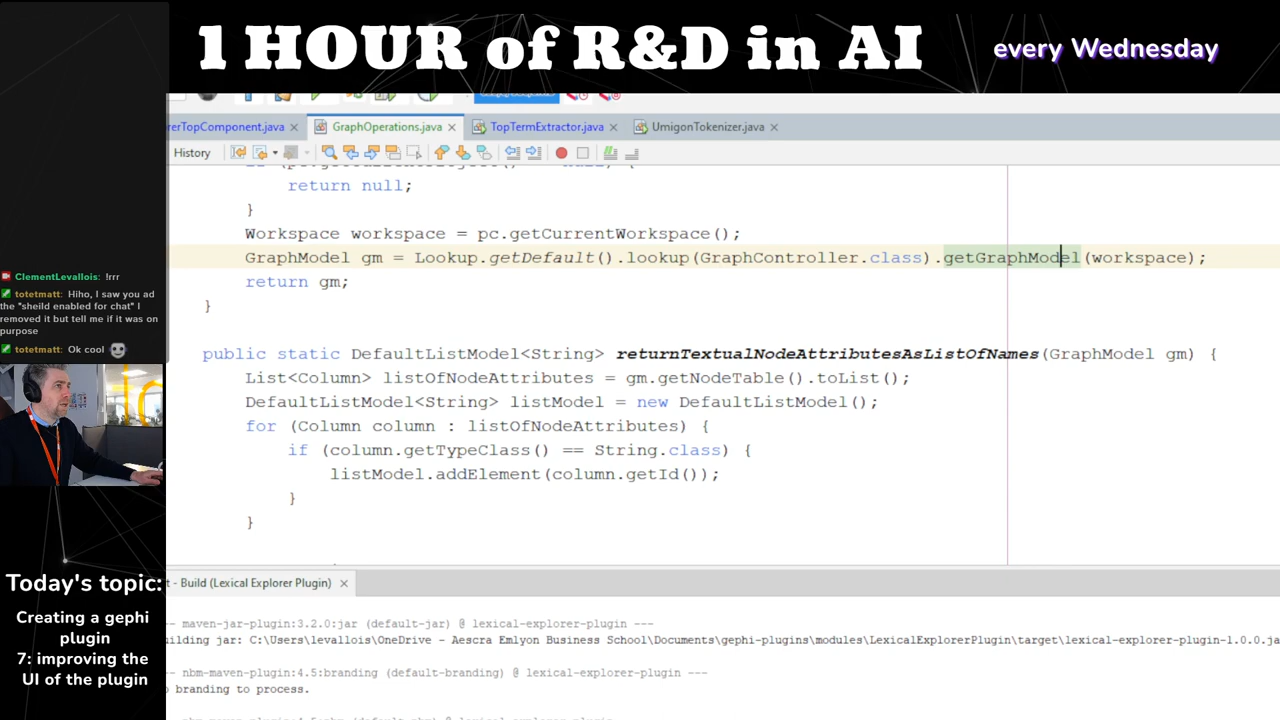 1 HOUR of R&D in AI
every Wednesday
rerTopComponent.java
GraphOperations.java
TopTermExtractor.java
UmigonTokenizer.java
History
return null;
}
Workspace workspace = pc.getCurrentWorkspace();
GraphModel gm = Lookup.getDefault().lookup(GraphController.class).getGraphModel(workspace);
return gm;
}
public static DefaultListModel<String> returnTextualNodeAttributesAsListOfNames(GraphModel gm) {
List<Column> listOfNodeAttributes = gm.getNodeTable().toList();
DefaultListModel<String> listModel = new DefaultListModel();
for (Column column : listOfNodeAttributes) {
if (column.getTypeClass() == String.class) {
listModel.addElement(column.getId());
}
}
ClementLevallois: !rrr
totetmatt: Hiho, I saw you ad
the "sheild enabled for chat" I
removed it but tell me if it was on
purpose
totetmatt: Ok cool
Today's topic:
Creating a gephi
plugin
7: improving the
UI of the plugin
t - Build (Lexical Explorer Plugin)
-- maven-jar-plugin:3.2.0:jar (default-jar) @ lexical-explorer-plugin ---
uilding jar: C:\Users\levallois\OneDrive - Aescra Emlyon Business School\Documents\gephi-plugins\modules\LexicalExplorerPlugin\target\lexical-explorer-plugin-1.0.0.ja
-- nbm-maven-plugin:4.5:branding (default-branding) @ lexical-explorer-plugin ---
branding to process.